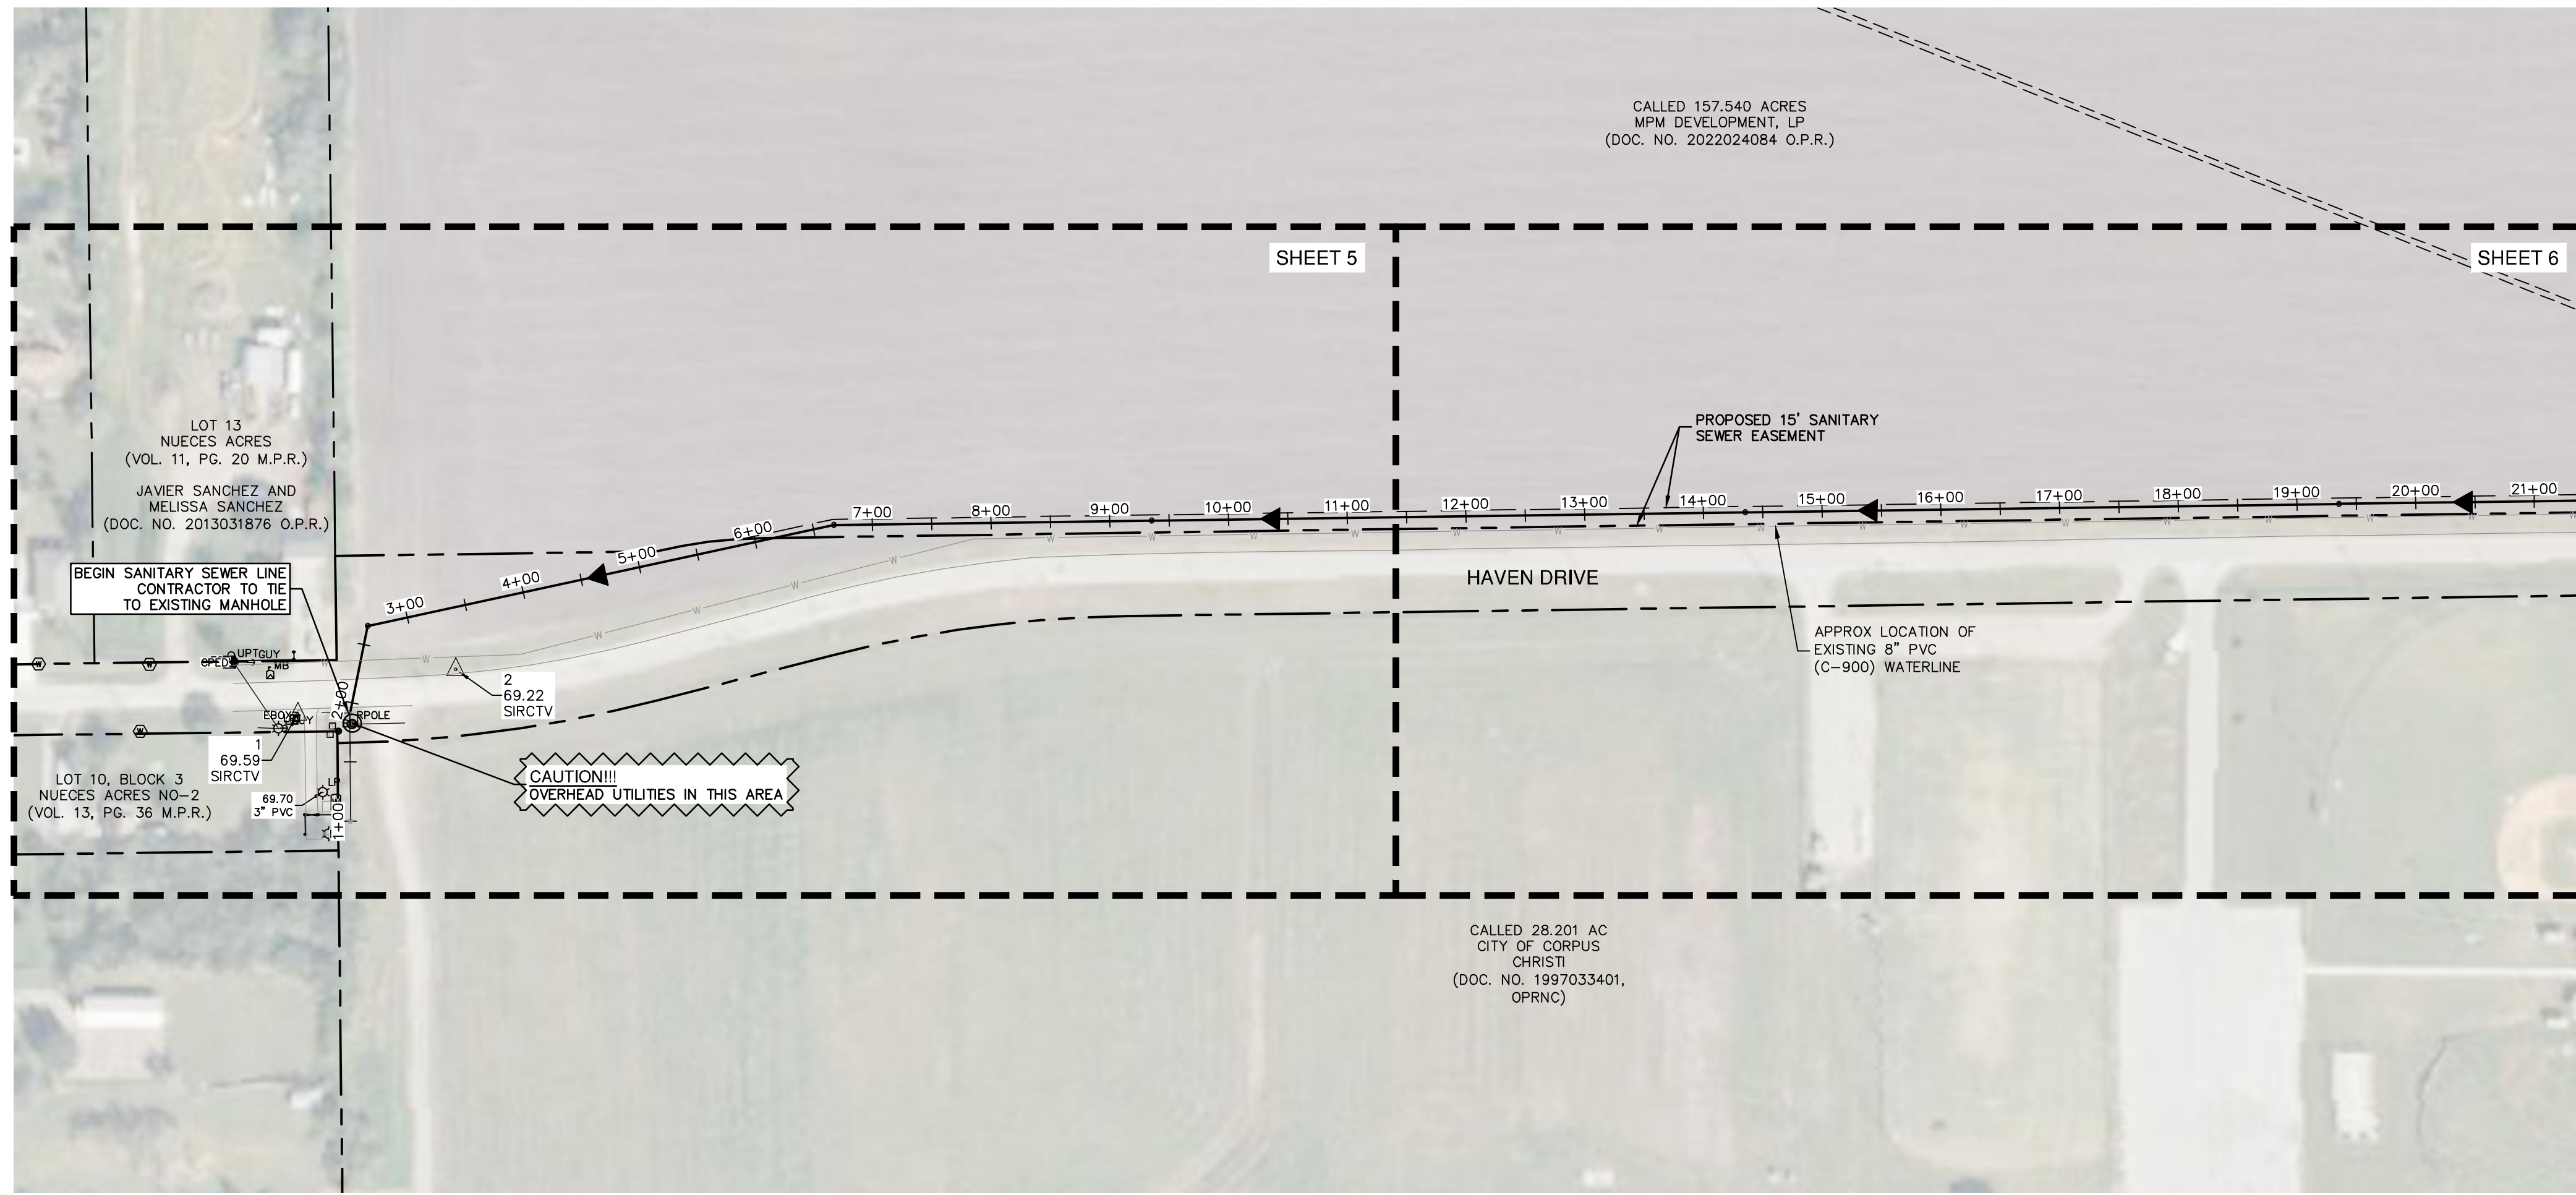 CALLED 157.540 ACRES
MPM DEVELOPMENT, LP
(DOC. NO. 2022024084 O.P.R.)
SHEET 5
SHEET 6
LOT 13
NUECES ACRES
(VOL. 11, PG. 20 M.P.R.)
JAVIER SANCHEZ AND
MELISSA SANCHEZ
(DOC. NO. 2013031876 O.P.R.)
PROPOSED 15' SANITARY
SEWER EASEMENT
1+00
2+00
3+00
4+00
5+00
6+00
7+00
8+00
9+00
10+00
11+00
12+00
13+00
14+00
15+00
16+00
17+00
18+00
19+00
20+00
21+00
BEGIN SANITARY SEWER LINE
CONTRACTOR TO TIE
TO EXISTING MANHOLE
HAVEN DRIVE
APPROX LOCATION OF
EXISTING 8" PVC
(C-900) WATERLINE
UPTGUY
MB
2
69.22
SIRCTV
RPOLE
1
69.59
SIRCTV
CAUTION!!!
OVERHEAD UTILITIES IN THIS AREA
LOT 10, BLOCK 3
NUECES ACRES NO-2
(VOL. 13, PG. 36 M.P.R.)
LP
69.70
3" PVC
CALLED 28.201 AC
CITY OF CORPUS
CHRISTI
(DOC. NO. 1997033401,
OPRNC)